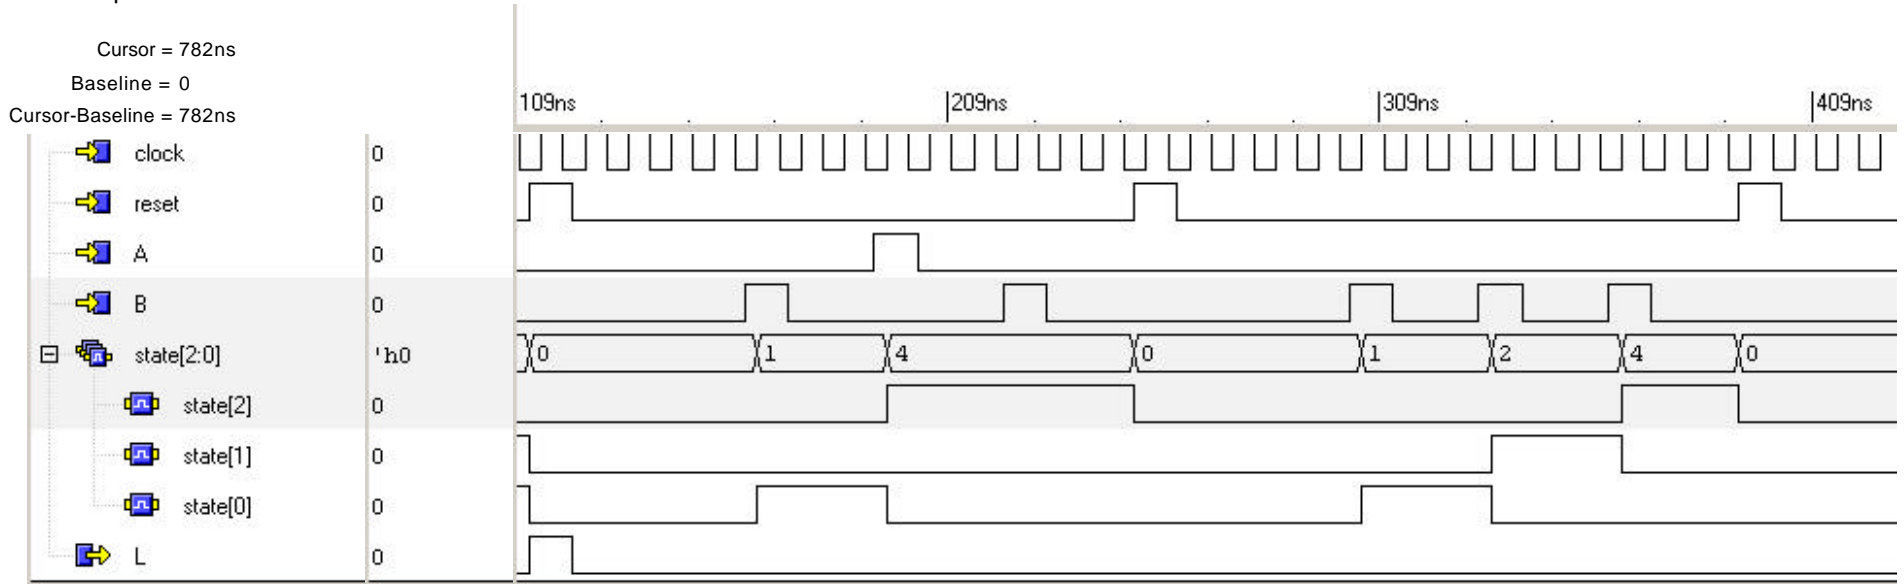 Cursor = 782ns
Baseline = 0
Cursor-Baseline = 782ns
109ns 209ns 309ns 409ns
clock 0
reset 0
A 0
B 0
state[2:0] 'h0 0 1 4 0 1 2 4 0
state[2] 0
state[1] 0
state[0] 0
L 0